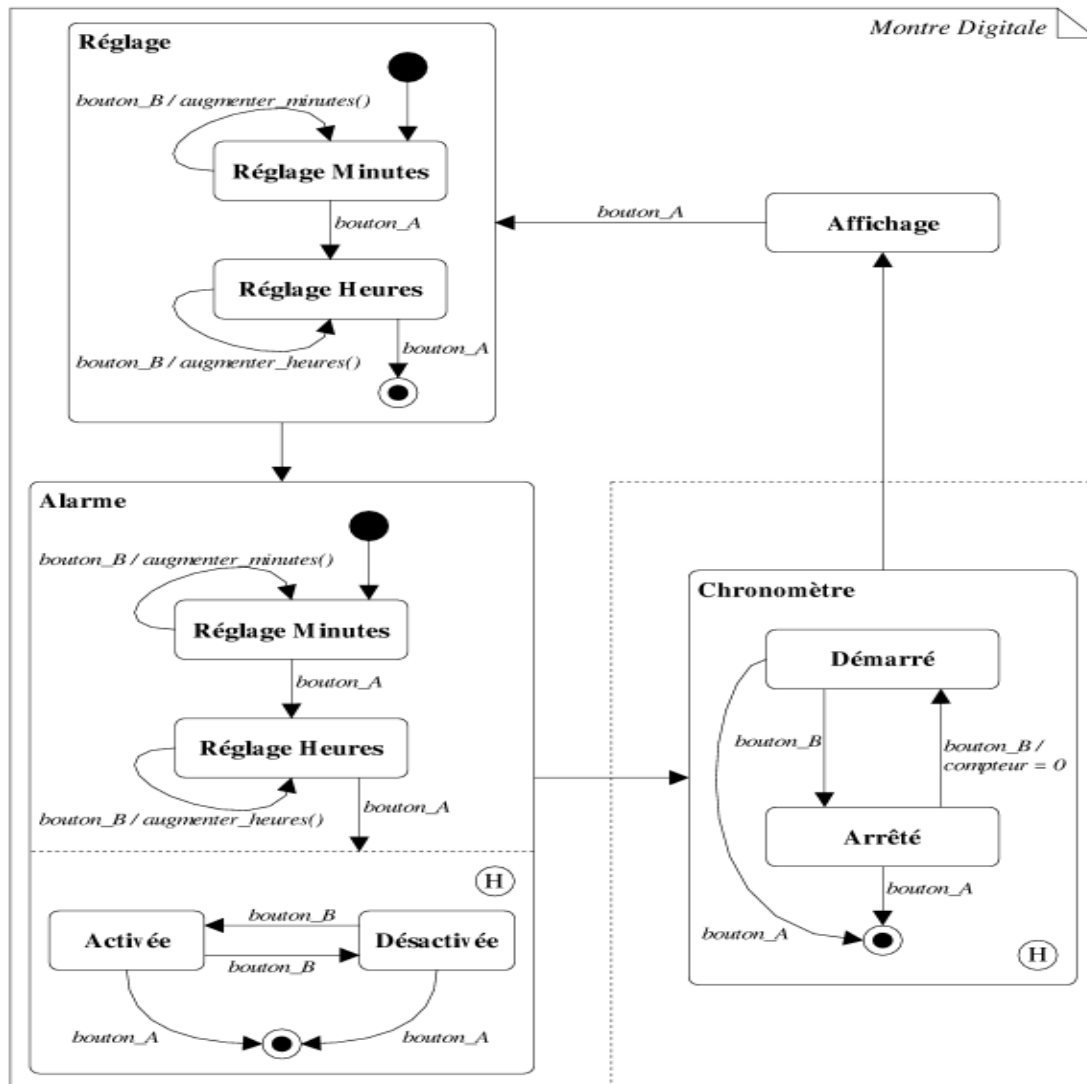 Montre Digitale
Réglage
bouton_B / augmenter_minutes()
Réglage Minutes
bouton_A
Réglage Heures
bouton_B / augmenter_heures()
bouton_A
bouton_A
Affichage
Alarme
bouton_B / augmenter_minutes()
Réglage Minutes
bouton_A
Réglage Heures
bouton_B / augmenter_heures()
bouton_A
H
Activée
bouton_B
bouton_B
Désactivée
bouton_A
bouton_A
Chronomètre
Démarré
bouton_B
bouton_B /
compteur = 0
Arrêté
bouton_A
bouton_A
H